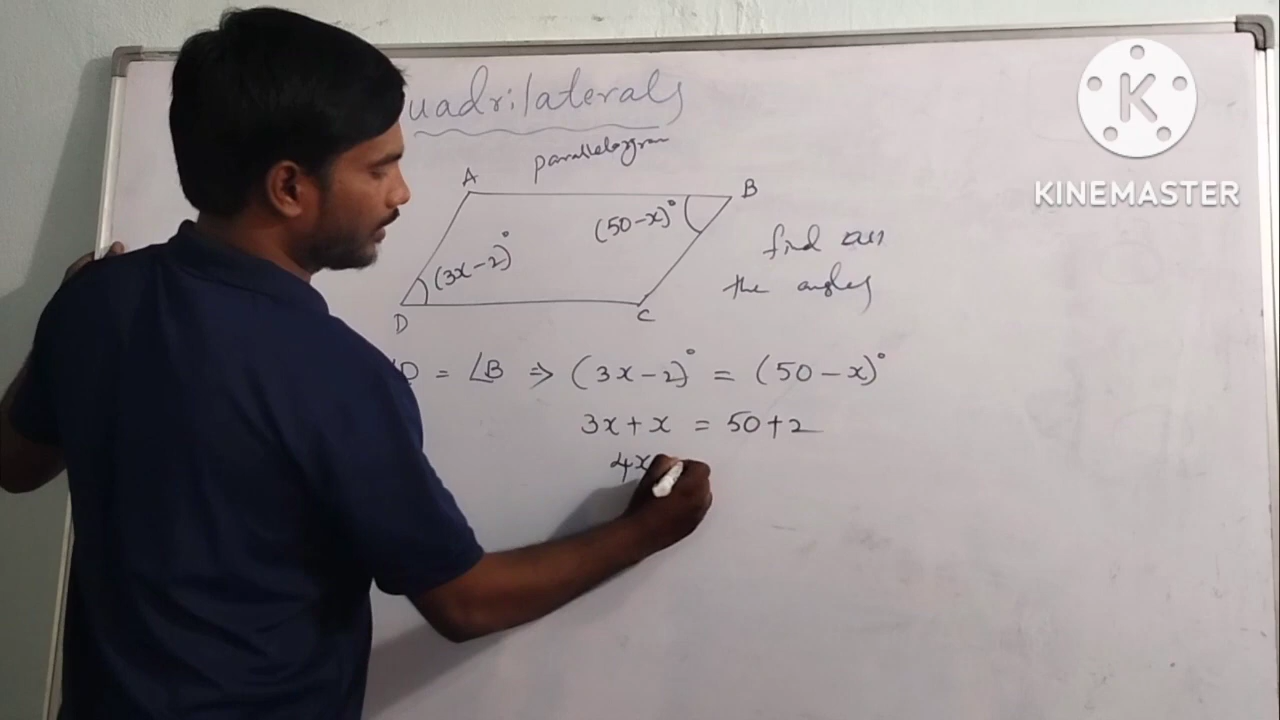 uadrilaterals
parallelogram
A
B
(50-x)°
(3x-2)°
D
C
find all
the angles
D = ∠B ⇒ (3x-2)° = (50-x)°
3x+x = 50+2
4x
K
KINEMASTER